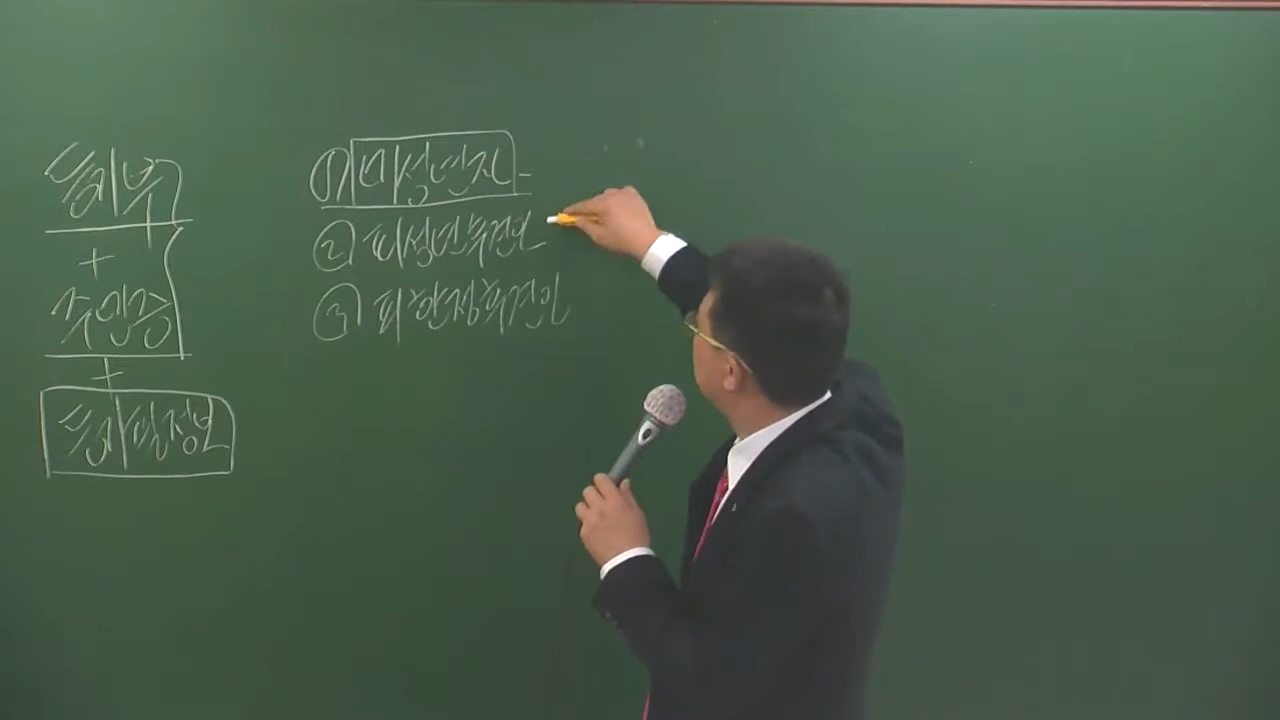 등기부
+
주민증
+
등기필정보
① 미성년자 -
② 피성년후견인
③ 피한정후견인